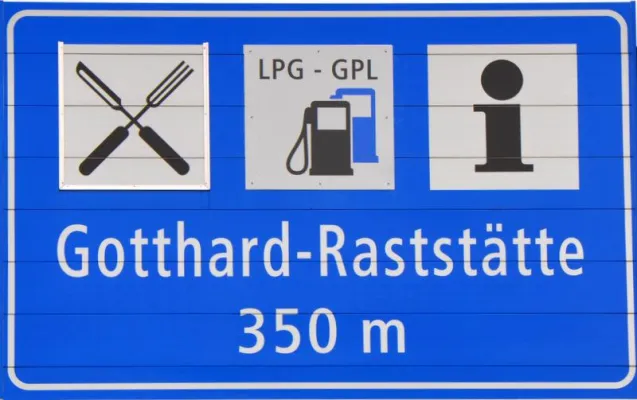 LPG - GPL
i
Gotthard-Raststätte
350 m